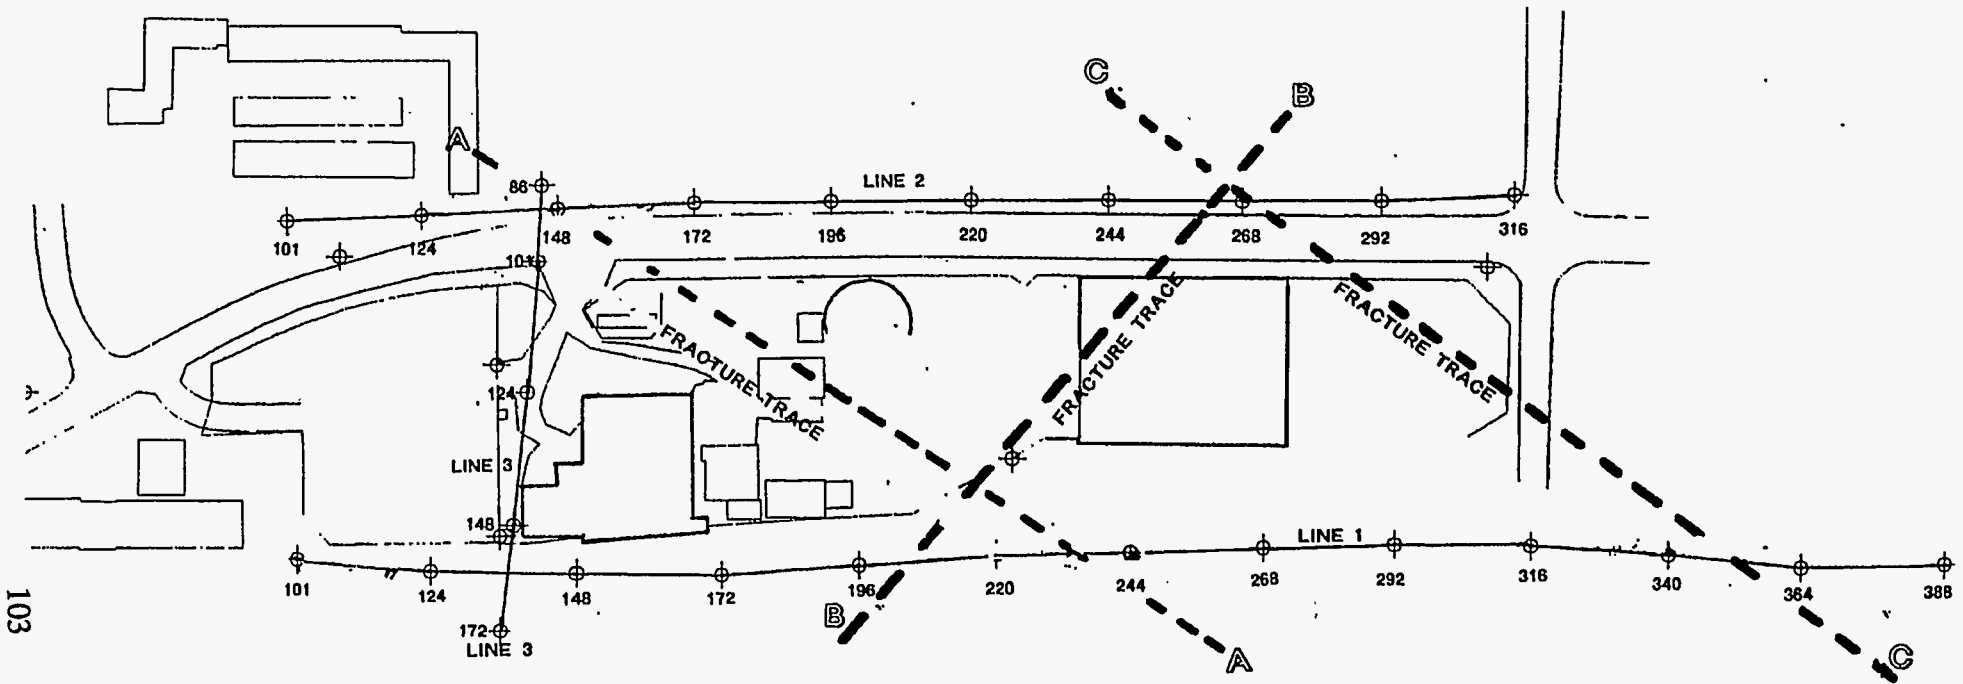 C
B
A
86
LINE 2
101
124
148
172
196
220
244
268
292
316
101
FRACTURE TRACE
FRACTURE TRACE
FRACTURE TRACE
124
LINE 3
148
LINE 1
101
124
148
172
196
220
244
268
292
316
340
364
388
B
172
LINE 3
A
C
103